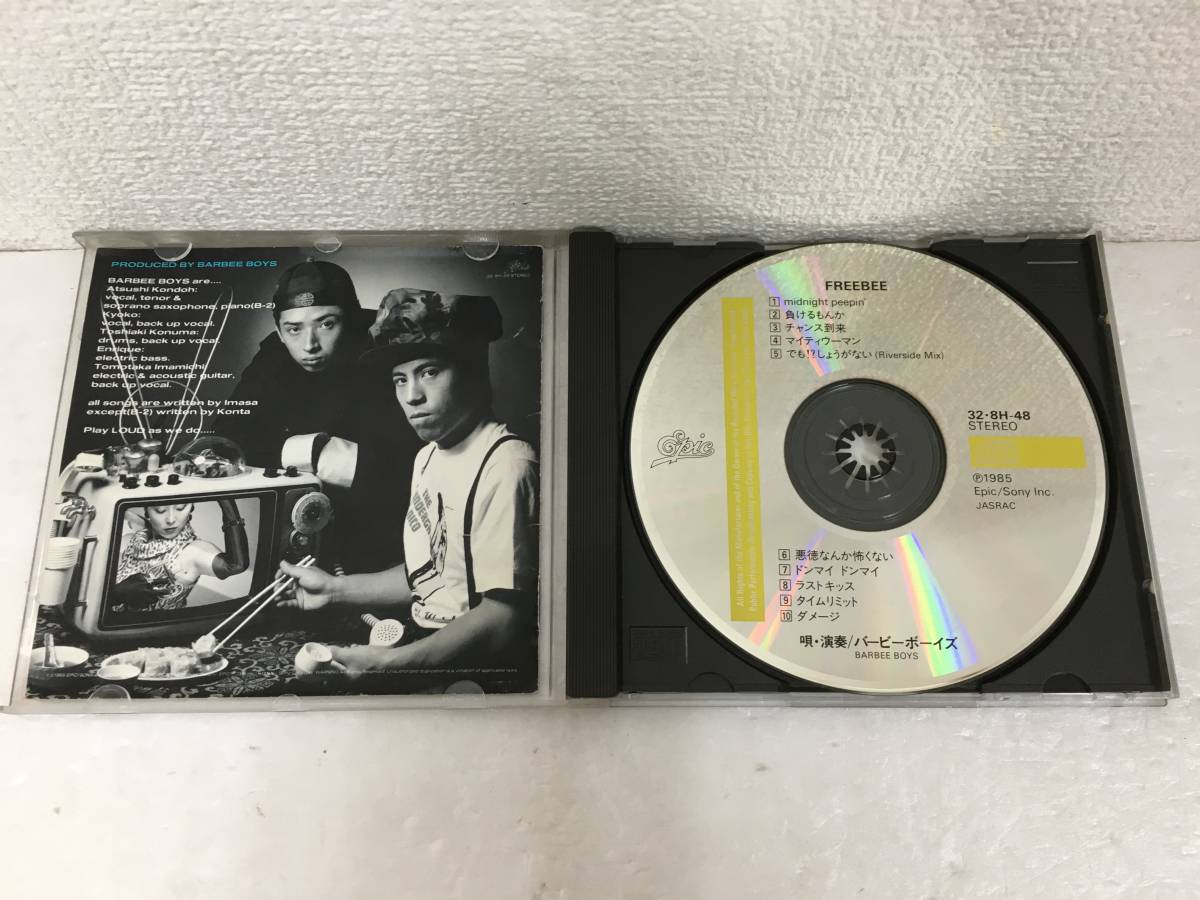 PRODUCED BY BARBEE BOYS
BARBEE BOYS are....
Atsushi Kondoh:
vocal, tenor &
soprano saxophone, piano(B-2)
Kyoko:
vocal, back up vocal.
Toshiaki Konuma:
drums, back up vocal.
Enrique:
electric bass.
Tomotaka Imamichi:
electric & acoustic guitar,
back up vocal.
all songs are written by Imasa
except(B-2) written by Konta
Play LOUD as we do.....
THE
FREEBEE
1 midnight peepin'
2 負けるもんか
3 チャンス到来
4 マイティウーマン
5 でも!?しょうがない (Riverside Mix)
Epic
32・8H-48
STEREO
Ⓟ1985
Epic/Sony Inc.
JASRAC
6 悪徳なんか怖くない
7 ドンマイ ドンマイ
8 ラストキッス
9 タイムリミット
10 ダメージ
唄・演奏/バービーボーイズ
BARBEE BOYS